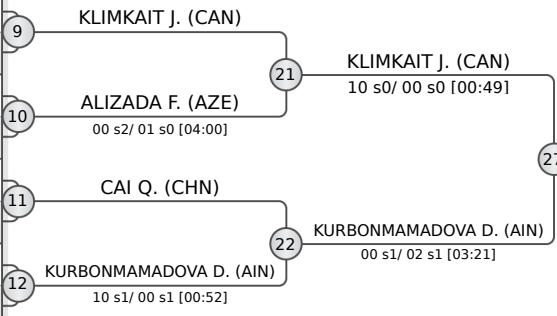 KLIMKAIT J. (CAN)
9
21
KLIMKAIT J. (CAN)
10 s0/ 00 s0 [00:49]
ALIZADA F. (AZE)
10
00 s2/ 01 s0 [04:00]
27
CAI Q. (CHN)
11
22
KURBONMAMADOVA D. (AIN)
00 s1/ 02 s1 [03:21]
KURBONMAMADOVA D. (AIN)
12
10 s1/ 00 s1 [00:52]